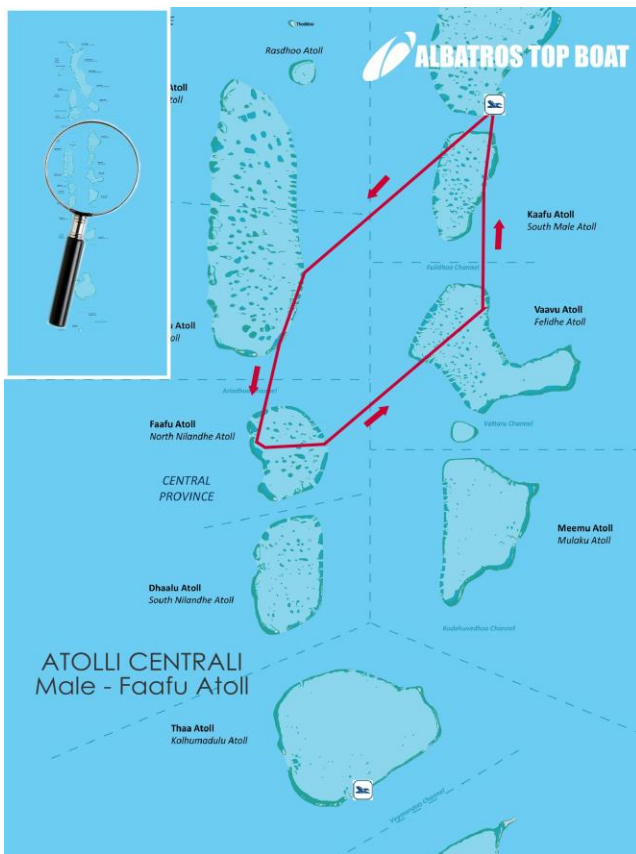 Thoddoo
Rasdhoo Atoll
ALBATROS TOP BOAT
Atoll
Kaafu Atoll
South Male Atoll
Fulidhoo Channel
Vaavu Atoll
Felidhe Atoll
Faafu Atoll
North Nilandhe Atoll
Vattaru Channel
CENTRAL
PROVINCE
Meemu Atoll
Mulaku Atoll
Dhaalu Atoll
South Nilandhe Atoll
Kudahuvadhoo Channel
ATOLLI CENTRALI
Male - Faafu Atoll
Thaa Atoll
Kolhumadulu Atoll
Channel